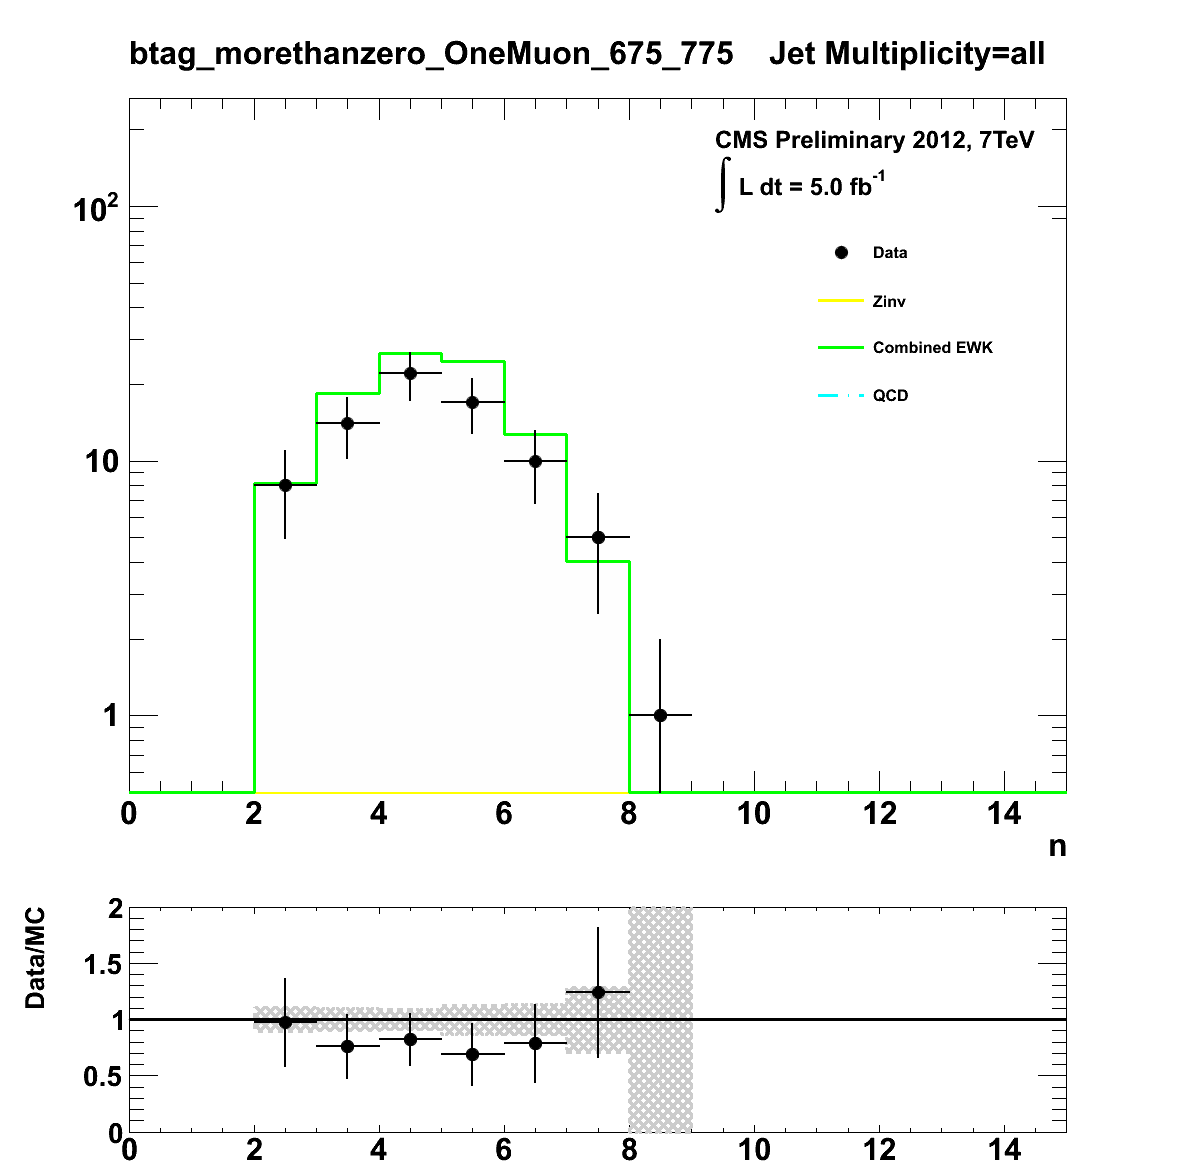 btag_morethanzero_OneMuon_675_775 Jet Multiplicity=all
CMS Preliminary 2012, 7TeV
∫ L dt = 5.0 fb⁻¹
Data
Zinv
Combined EWK
QCD
10²
10
1
0 2 4 6 8 10 12 14
n
Data/MC
2
1.5
1
0.5
0
0 2 4 6 8 10 12 14